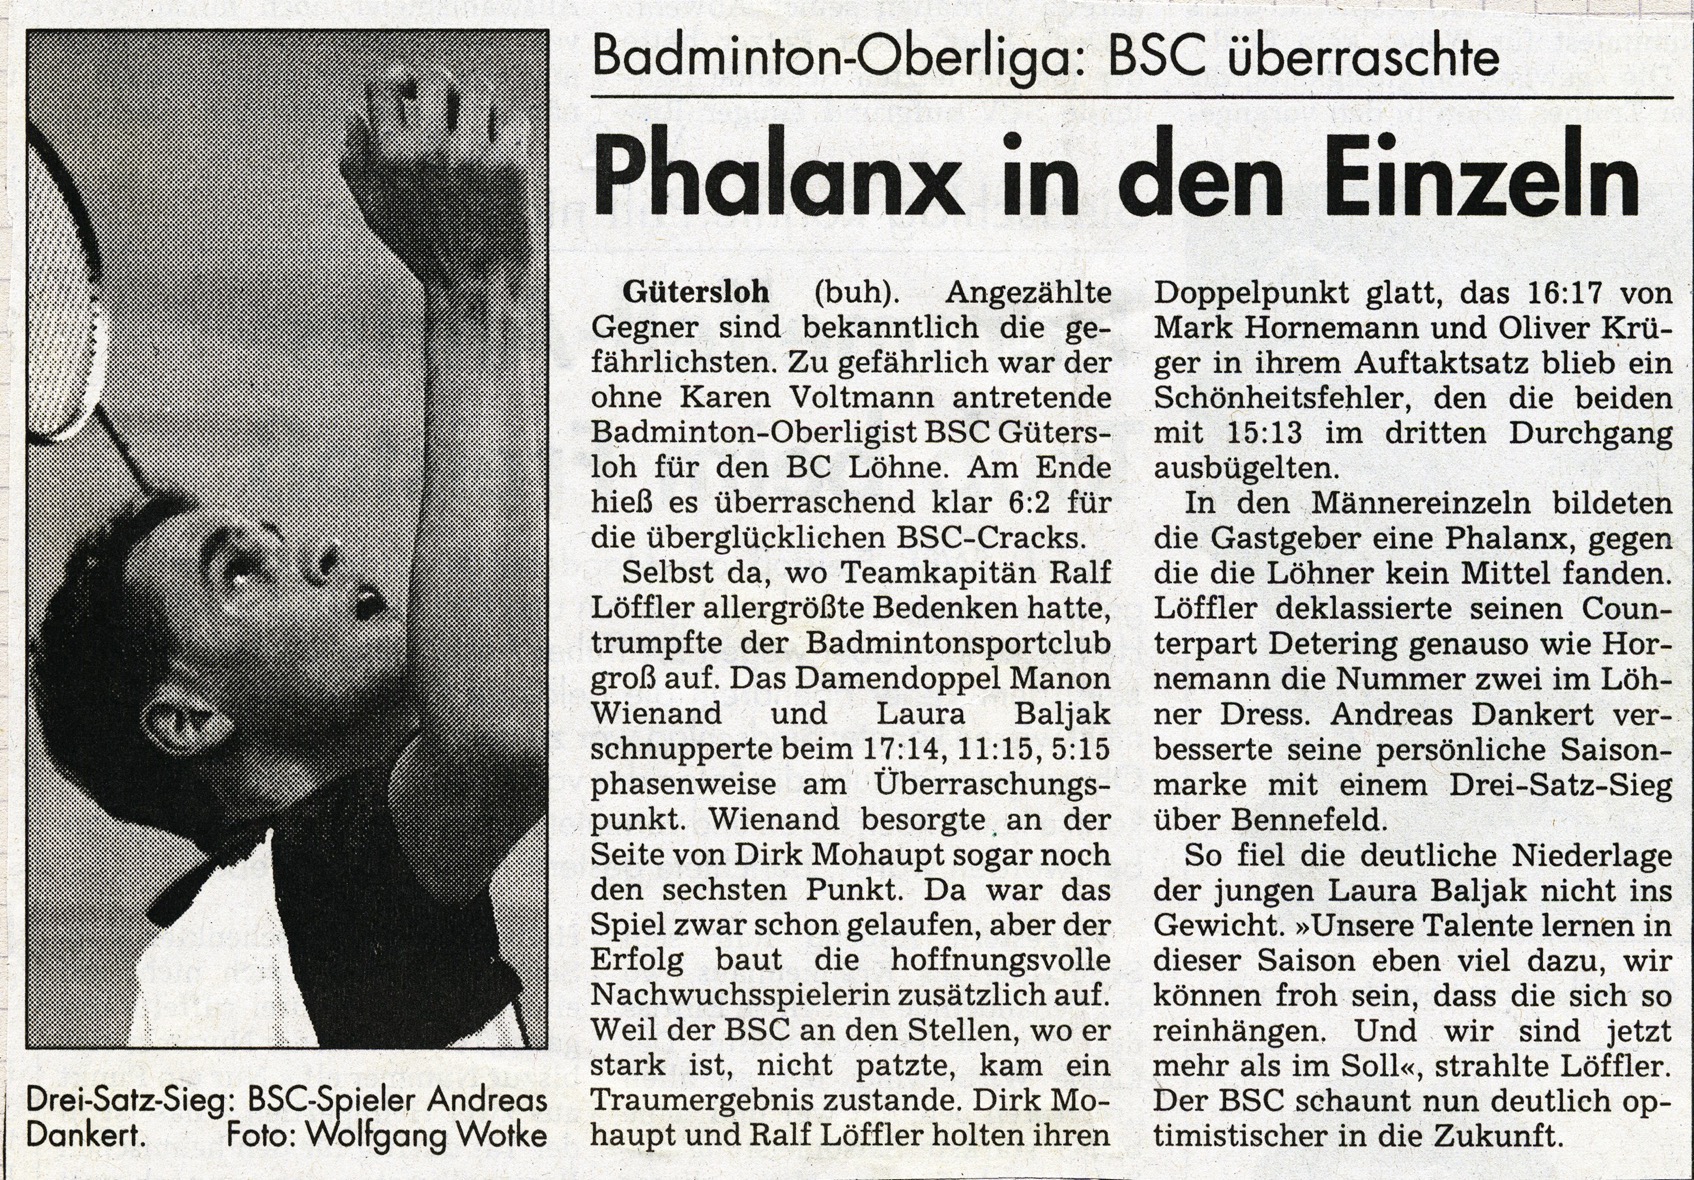 Badminton-Oberliga: BSC überraschte
Phalanx in den Einzeln
Gütersloh (buh). Angezählte
Gegner sind bekanntlich die ge-
fährlichsten. Zu gefährlich war der
ohne Karen Voltmann antretende
Badminton-Oberligist BSC Güters-
loh für den BC Löhne. Am Ende
hieß es überraschend klar 6:2 für
die überglücklichen BSC-Cracks.
Selbst da, wo Teamkapitän Ralf
Löffler allergrößte Bedenken hatte,
trumpfte der Badmintonsportclub
groß auf. Das Damendoppel Manon
Wienand und Laura Baljak
schnupperte beim 17:14, 11:15, 5:15
phasenweise am Überraschungs-
punkt. Wienand besorgte an der
Seite von Dirk Mohaupt sogar noch
den sechsten Punkt. Da war das
Spiel zwar schon gelaufen, aber der
Erfolg baut die hoffnungsvolle
Nachwuchsspielerin zusätzlich auf.
Weil der BSC an den Stellen, wo er
stark ist, nicht patzte, kam ein
Traumergebnis zustande. Dirk Mo-
haupt und Ralf Löffler holten ihren
Doppelpunkt glatt, das 16:17 von
Mark Hornemann und Oliver Krü-
ger in ihrem Auftaktsatz blieb ein
Schönheitsfehler, den die beiden
mit 15:13 im dritten Durchgang
ausbügelten.
In den Männereinzeln bildeten
die Gastgeber eine Phalanx, gegen
die die Löhner kein Mittel fanden.
Löffler deklassierte seinen Coun-
terpart Detering genauso wie Hor-
nemann die Nummer zwei im Löh-
ner Dress. Andreas Dankert ver-
besserte seine persönliche Saison-
marke mit einem Drei-Satz-Sieg
über Bennefeld.
So fiel die deutliche Niederlage
der jungen Laura Baljak nicht ins
Gewicht. »Unsere Talente lernen in
dieser Saison eben viel dazu, wir
können froh sein, dass die sich so
reinhängen. Und wir sind jetzt
mehr als im Soll«, strahlte Löffler.
Der BSC schaunt nun deutlich op-
timistischer in die Zukunft.
Drei-Satz-Sieg: BSC-Spieler Andreas
Dankert. Foto: Wolfgang Wotke